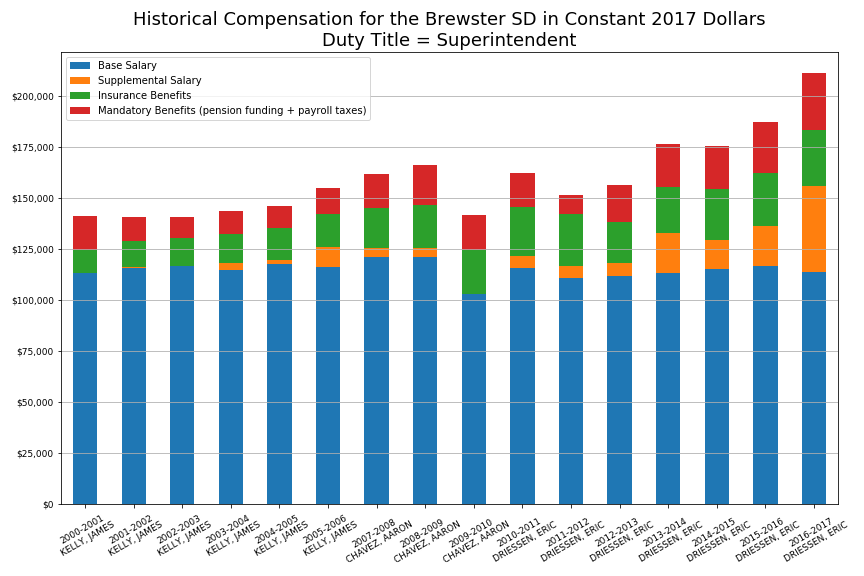 Historical Compensation for the Brewster SD in Constant 2017 Dollars
Duty Title = Superintendent
Base Salary
Supplemental Salary
Insurance Benefits
Mandatory Benefits (pension funding + payroll taxes)
$200,000
$175,000
$150,000
$125,000
$100,000
$75,000
$50,000
$25,000
$0
2000-2001
KELLY, JAMES
2001-2002
KELLY, JAMES
2002-2003
KELLY, JAMES
2003-2004
KELLY, JAMES
2004-2005
KELLY, JAMES
2005-2006
KELLY, JAMES
2007-2008
CHAVEZ, AARON
2008-2009
CHAVEZ, AARON
2009-2010
CHAVEZ, AARON
2010-2011
DRIESSEN, ERIC
2011-2012
DRIESSEN, ERIC
2012-2013
DRIESSEN, ERIC
2013-2014
DRIESSEN, ERIC
2014-2015
DRIESSEN, ERIC
2015-2016
DRIESSEN, ERIC
2016-2017
DRIESSEN, ERIC